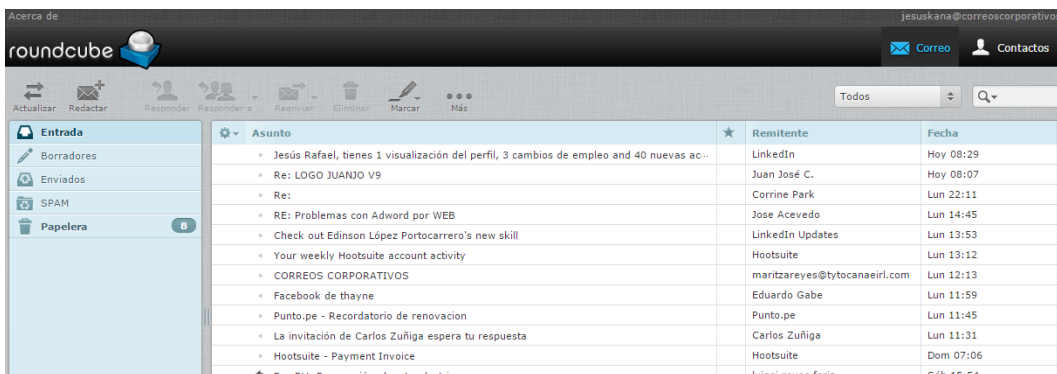 Acerca de jesuskana@correoscorporativos
roundcube Correo Contactos
Actualizar Redactar Responder Responder a ... Reenviar Eliminar Marcar Más Todos
Entrada Asunto Remitente Fecha
Borradores Jesús Rafael, tienes 1 visualización del perfil, 3 cambios de empleo and 40 nuevas ac... LinkedIn Hoy 08:29
Re: LOGO JUANJO V9 Juan José C. Hoy 08:07
Enviados
SPAM Re: Corrine Park Lun 22:11
Papelera 8 RE: Problemas con Adword por WEB Jose Acevedo Lun 14:45
Check out Edinson López Portocarrero's new skill LinkedIn Updates Lun 13:53
Your weekly Hootsuite account activity Hootsuite Lun 13:12
CORREOS CORPORATIVOS maritzareyes@tytocanaeirl.com Lun 12:13
Facebook de thayne Eduardo Gabe Lun 11:59
Punto.pe - Recordatorio de renovacion Punto.pe Lun 11:45
La invitación de Carlos Zuñiga espera tu respuesta Carlos Zuñiga Lun 11:31
Hootsuite - Payment Invoice Hootsuite Dom 07:06